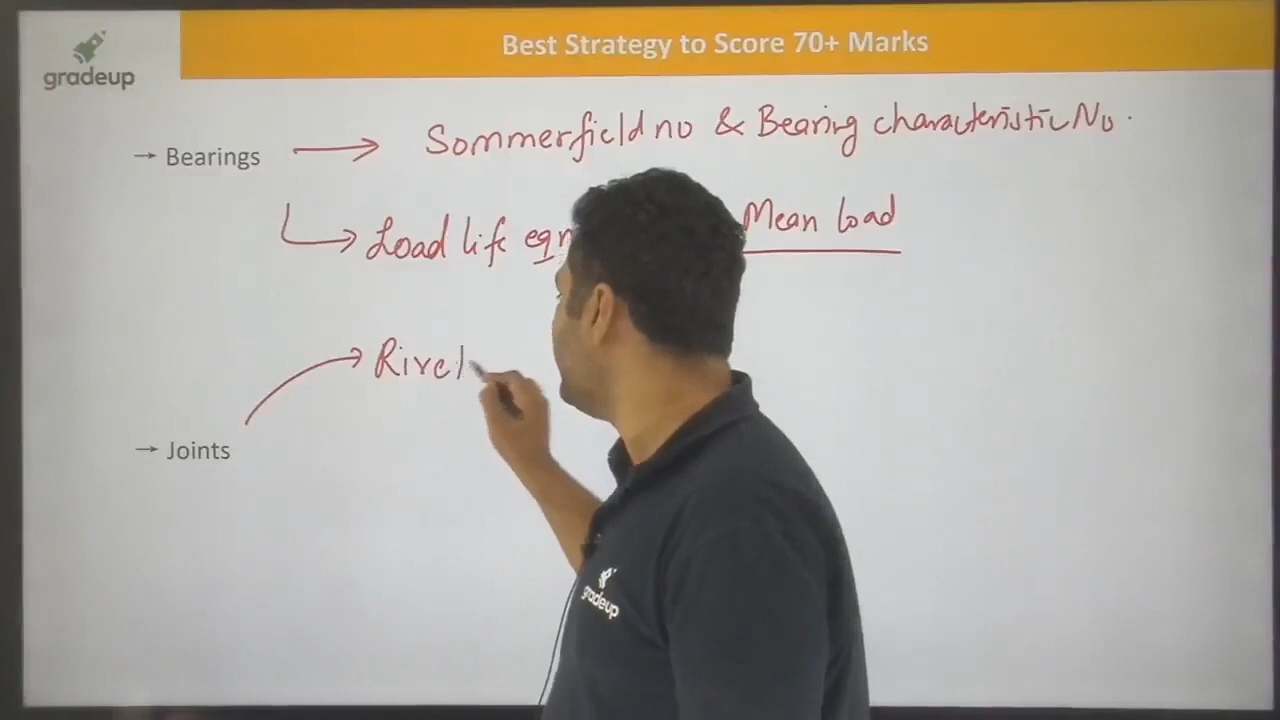 Best Strategy to Score 70+ Marks
gradeup
→ Bearings → Sommerfield no & Bearing characteristic No.
→ Load life eqn Mean load
→ Rivet
→ Joints
gradeup